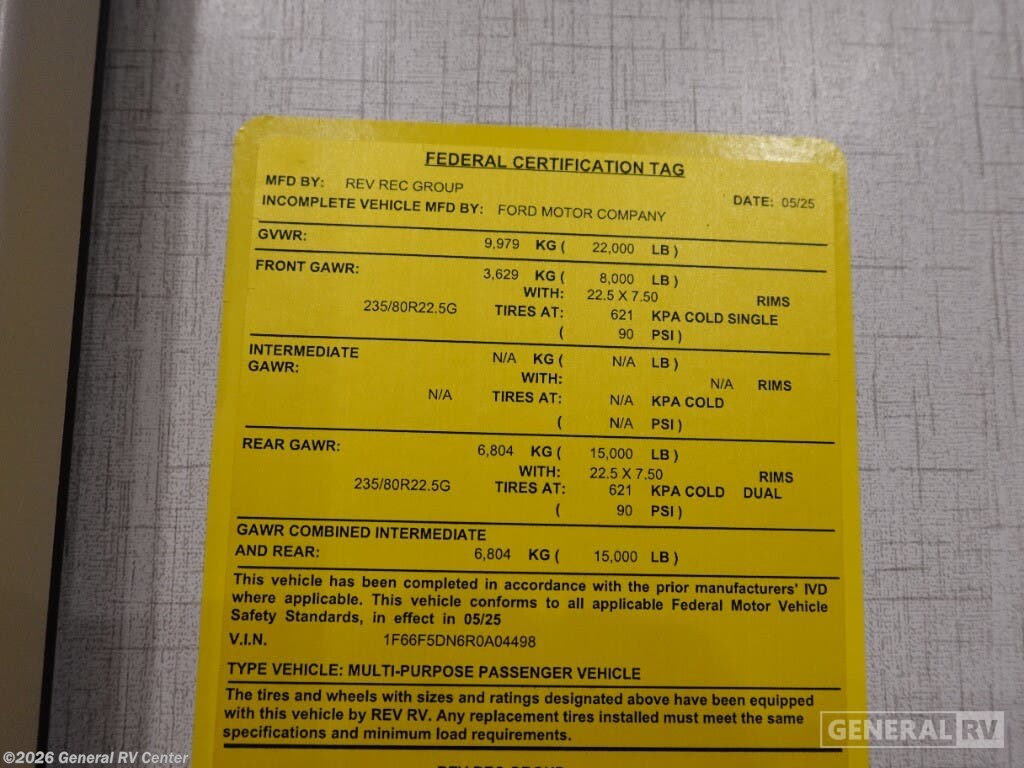 FEDERAL CERTIFICATION TAG
MFD BY: REV REC GROUP DATE: 05/25
INCOMPLETE VEHICLE MFD BY: FORD MOTOR COMPANY
GVWR: 9,979 KG ( 22,000 LB )
FRONT GAWR: 3,629 KG ( 8,000 LB )
WITH: 22.5 X 7.50 RIMS
235/80R22.5G TIRES AT: 621 KPA COLD SINGLE
( 90 PSI )
INTERMEDIATE N/A KG ( N/A LB )
GAWR: WITH: N/A RIMS
N/A TIRES AT: N/A KPA COLD
( N/A PSI )
REAR GAWR: 6,804 KG ( 15,000 LB )
WITH: 22.5 X 7.50 RIMS
235/80R22.5G TIRES AT: 621 KPA COLD DUAL
( 90 PSI )
GAWR COMBINED INTERMEDIATE
AND REAR: 6,804 KG ( 15,000 LB )
This vehicle has been completed in accordance with the prior manufacturers' IVD
where applicable. This vehicle conforms to all applicable Federal Motor Vehicle
Safety Standards, in effect in 05/25
V.I.N. 1F66F5DN6R0A04498
TYPE VEHICLE: MULTI-PURPOSE PASSENGER VEHICLE
The tires and wheels with sizes and ratings designated above have been equipped
with this vehicle by REV RV. Any replacement tires installed must meet the same
specifications and minimum load requirements.
REV REC GROUP
GENERAL RV
©2026 General RV Center